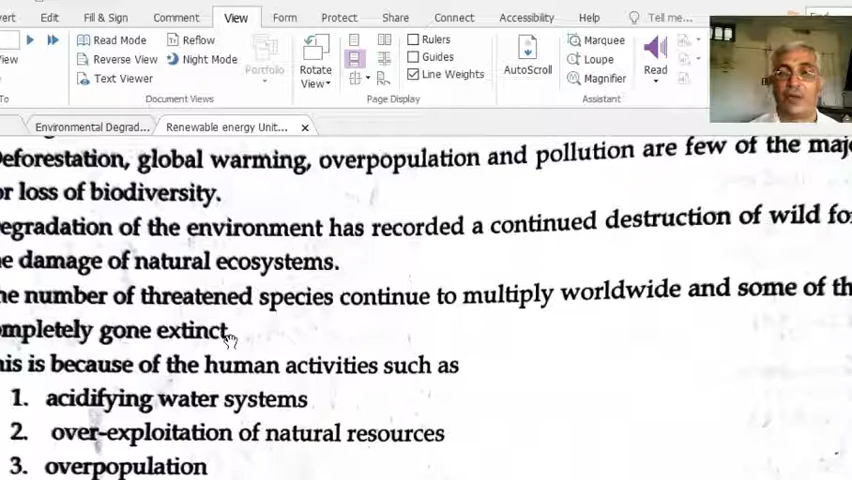 Edit Fill & Sign Comment View Form Protect Share Connect Accessibility Help Tell me... Find
Read Mode Reflow
Reverse View Night Mode
Text Viewer
Document Views
Portfolio
Rotate
View
Rulers
Guides
Line Weights
Page Display
AutoScroll
Marquee
Loupe
Magnifier
Assistant
Read
Environmental Degrad... Renewable energy Unit... ×
eforestation, global warming, overpopulation and pollution are few of the maj
or loss of biodiversity.
egradation of the environment has recorded a continued destruction of wild fo
e damage of natural ecosystems.
he number of threatened species continue to multiply worldwide and some of th
ompletely gone extinct.
his is because of the human activities such as
1. acidifying water systems
2. over-exploitation of natural resources
3. overpopulation